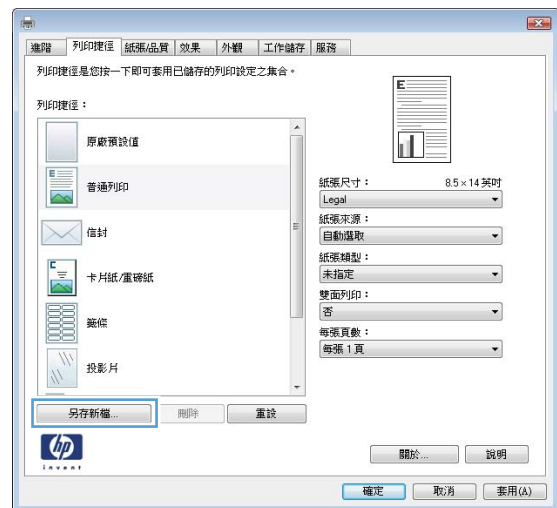 進階 列印捷徑 紙張/品質 效果 外觀 工作儲存 服務
列印捷徑是您按一下即可套用已儲存的列印設定之集合。
列印捷徑：
原廠預設值
普通列印
信封
卡片紙/重磅紙
籤條
投影片
另存新檔... 刪除 重設
E
紙張尺寸： 8.5 × 14 英吋
Legal
紙張來源：
自動選取
紙張類型：
未指定
雙面列印：
否
每張頁數：
每張 1 頁
hp
invent
關於... 說明
確定 取消 套用(A)